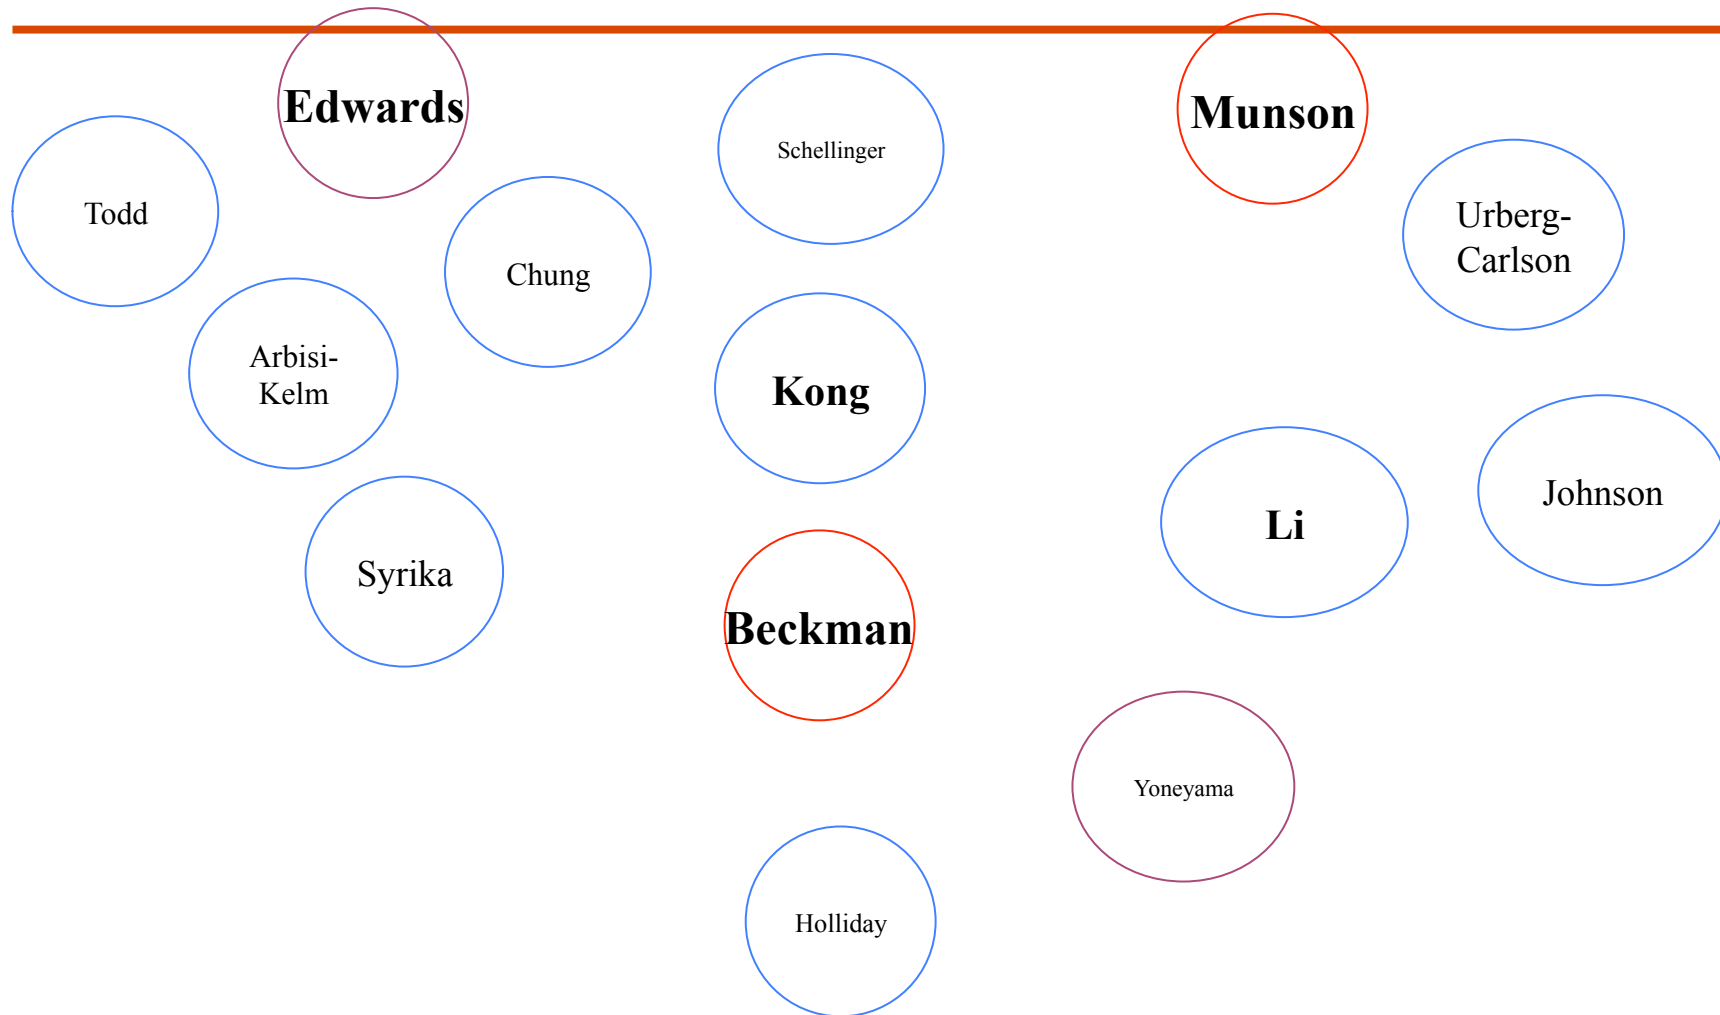 Edwards
Munson
Schellinger
Todd
Urberg-
Carlson
Chung
Arbisi-
Kelm
Kong
Johnson
Li
Syrika
Beckman
Yoneyama
Holliday